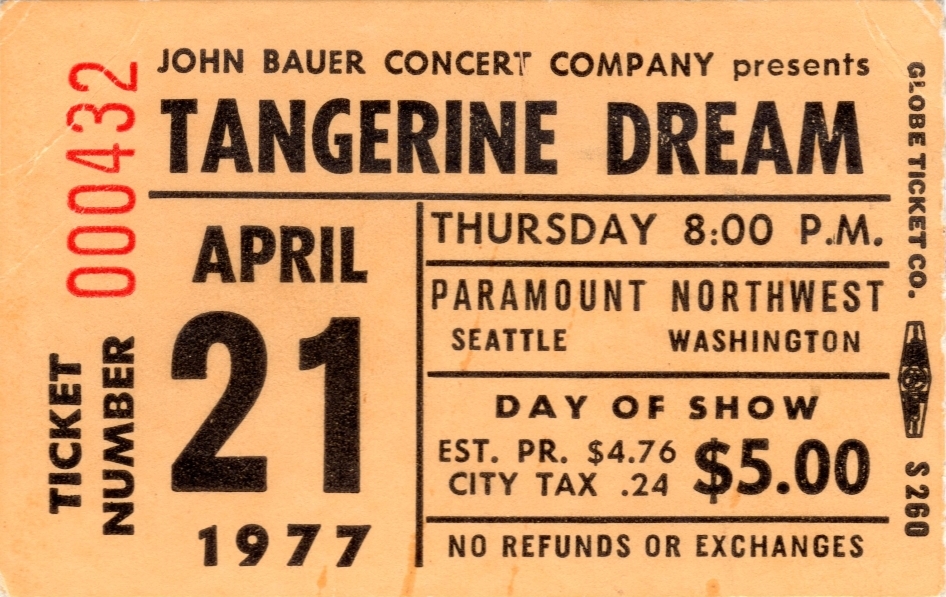 JOHN BAUER CONCERT COMPANY presents
TANGERINE DREAM
APRIL
21
1977
THURSDAY 8:00 P.M.
PARAMOUNT NORTHWEST
SEATTLE WASHINGTON
DAY OF SHOW
EST. PR. $4.76
CITY TAX .24
$5.00
NO REFUNDS OR EXCHANGES
TICKET
NUMBER
000432
GLOBE TICKET CO.
S 260